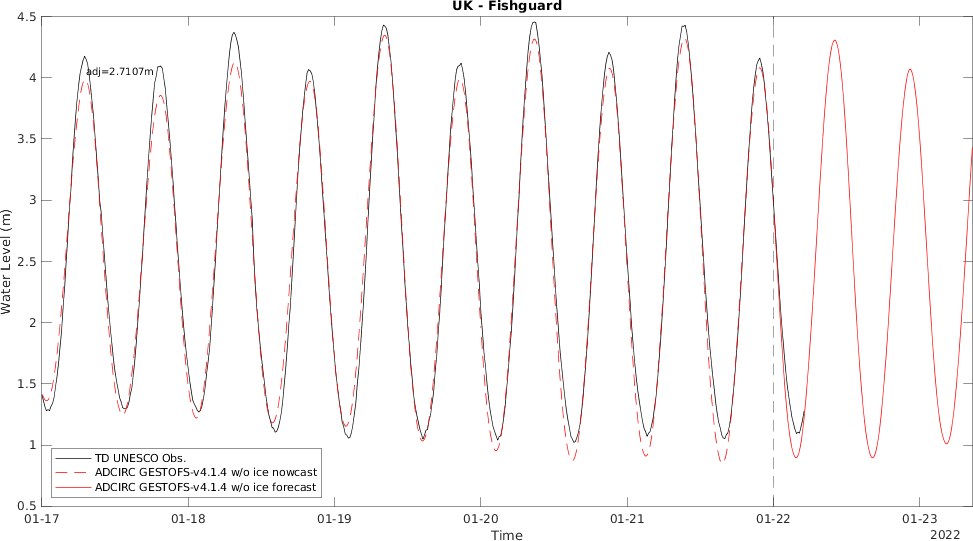 UK - Fishguard
4.5
4
3.5
3
2.5
2
1.5
1
0.5
Water Level (m)
adj=2.7107m
TD UNESCO Obs.
ADCIRC GESTOFS-v4.1.4 w/o ice nowcast
ADCIRC GESTOFS-v4.1.4 w/o ice forecast
01-17 01-18 01-19 01-20 01-21 01-22 01-23
Time
2022